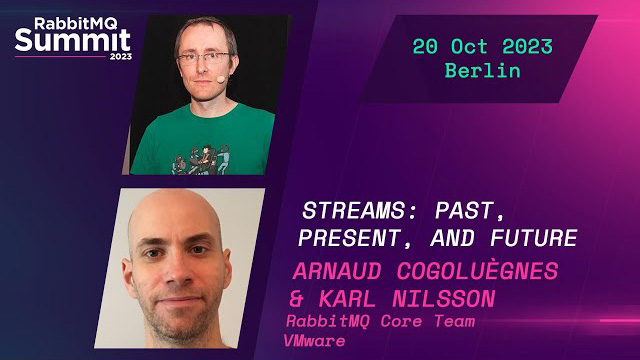 RabbitMQ
Summit
2023
20 Oct 2023
Berlin
STREAMS: PAST,
PRESENT, AND FUTURE
ARNAUD COGOLUÈGNES
& KARL NILSSON
RabbitMQ Core Team
VMware